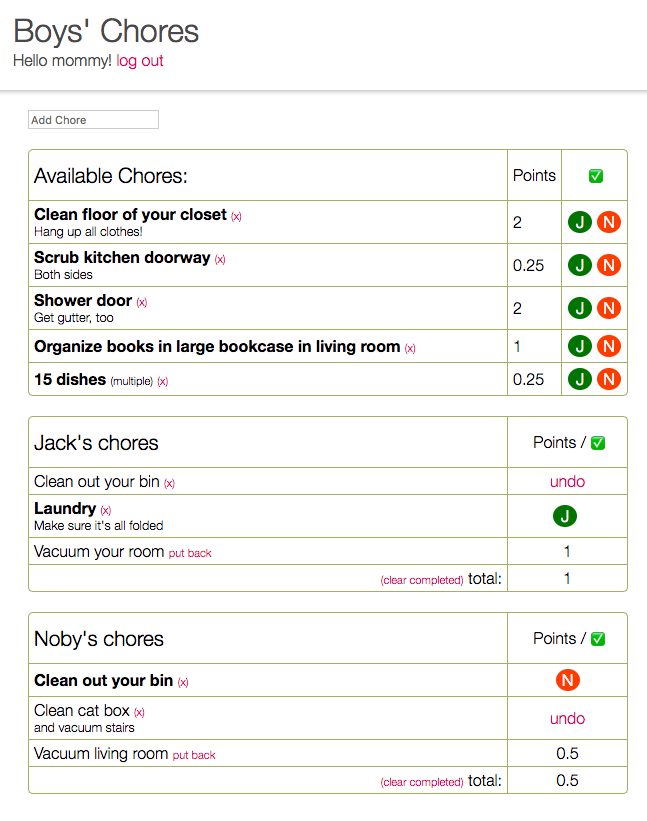 Boys' Chores
Hello mommy! log out
Add Chore
Available Chores: Points ✅
Clean floor of your closet (x) 2 J N
Hang up all clothes!
Scrub kitchen doorway (x) 0.25 J N
Both sides
Shower door (x) 2 J N
Get gutter, too
Organize books in large bookcase in living room (x) 1 J N
15 dishes (multiple) (x) 0.25 J N
Jack's chores Points / ✅
Clean out your bin (x) undo
Laundry (x) J
Make sure it's all folded
Vacuum your room put back 1
(clear completed) total: 1
Noby's chores Points / ✅
Clean out your bin (x) N
Clean cat box (x) undo
and vacuum stairs
Vacuum living room put back 0.5
(clear completed) total: 0.5